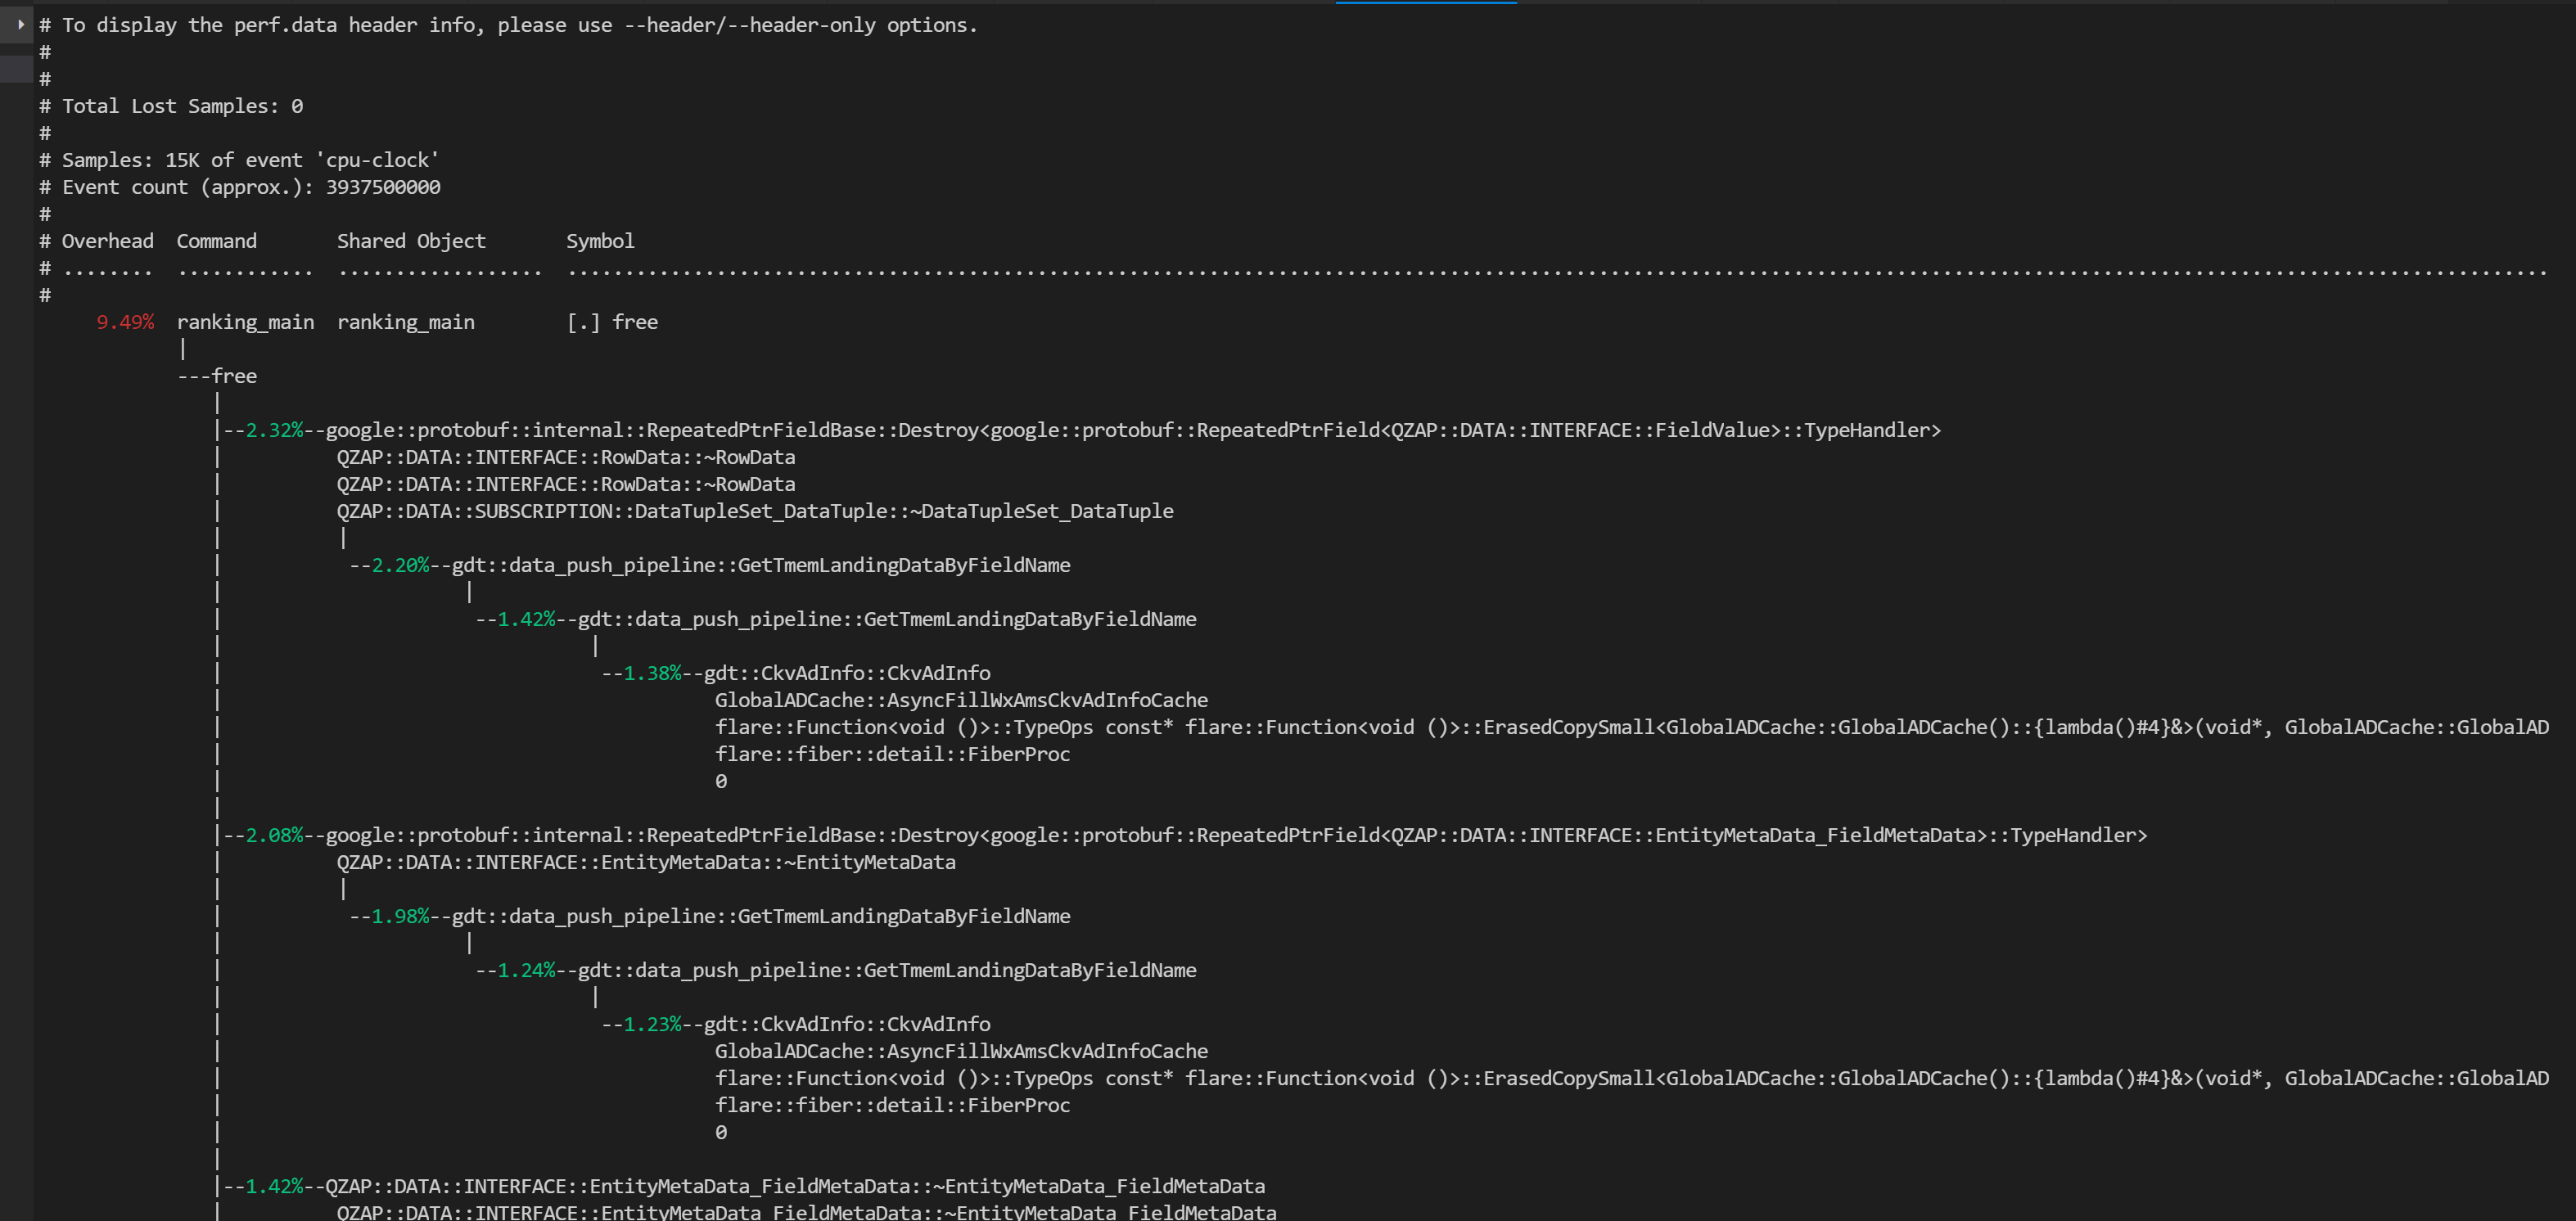 # To display the perf.data header info, please use --header/--header-only options.
#
#
# Total Lost Samples: 0
#
# Samples: 15K of event 'cpu-clock'
# Event count (approx.): 3937500000
#
# Overhead  Command       Shared Object       Symbol
# ........  ............  ..................  ............................................................................................................................................................................
#
     9.49%  ranking_main  ranking_main        [.] free
            |
            ---free
               |
               |--2.32%--google::protobuf::internal::RepeatedPtrFieldBase::Destroy<google::protobuf::RepeatedPtrField<QZAP::DATA::INTERFACE::FieldValue>::TypeHandler>
               |          QZAP::DATA::INTERFACE::RowData::~RowData
               |          QZAP::DATA::INTERFACE::RowData::~RowData
               |          QZAP::DATA::SUBSCRIPTION::DataTupleSet_DataTuple::~DataTupleSet_DataTuple
               |          |
               |           --2.20%--gdt::data_push_pipeline::GetTmemLandingDataByFieldName
               |                     |
               |                      --1.42%--gdt::data_push_pipeline::GetTmemLandingDataByFieldName
               |                                |
               |                                 --1.38%--gdt::CkvAdInfo::CkvAdInfo
               |                                           GlobalADCache::AsyncFillWxAmsCkvAdInfoCache
               |                                           flare::Function<void ()>::TypeOps const* flare::Function<void ()>::ErasedCopySmall<GlobalADCache::GlobalADCache()::{lambda()#4}&>(void*, GlobalADCache::GlobalAD
               |                                           flare::fiber::detail::FiberProc
               |                                           0
               |
               |--2.08%--google::protobuf::internal::RepeatedPtrFieldBase::Destroy<google::protobuf::RepeatedPtrField<QZAP::DATA::INTERFACE::EntityMetaData_FieldMetaData>::TypeHandler>
               |          QZAP::DATA::INTERFACE::EntityMetaData::~EntityMetaData
               |          |
               |           --1.98%--gdt::data_push_pipeline::GetTmemLandingDataByFieldName
               |                     |
               |                      --1.24%--gdt::data_push_pipeline::GetTmemLandingDataByFieldName
               |                                |
               |                                 --1.23%--gdt::CkvAdInfo::CkvAdInfo
               |                                           GlobalADCache::AsyncFillWxAmsCkvAdInfoCache
               |                                           flare::Function<void ()>::TypeOps const* flare::Function<void ()>::ErasedCopySmall<GlobalADCache::GlobalADCache()::{lambda()#4}&>(void*, GlobalADCache::GlobalAD
               |                                           flare::fiber::detail::FiberProc
               |                                           0
               |
               |--1.42%--QZAP::DATA::INTERFACE::EntityMetaData_FieldMetaData::~EntityMetaData_FieldMetaData
               |          QZAP::DATA::INTERFACE::EntityMetaData_FieldMetaData::~EntityMetaData_FieldMetaData